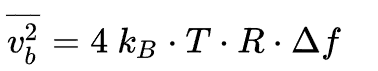 $\overline{v_b^2} = 4 \, k_B \cdot T \cdot R \cdot \Delta f$